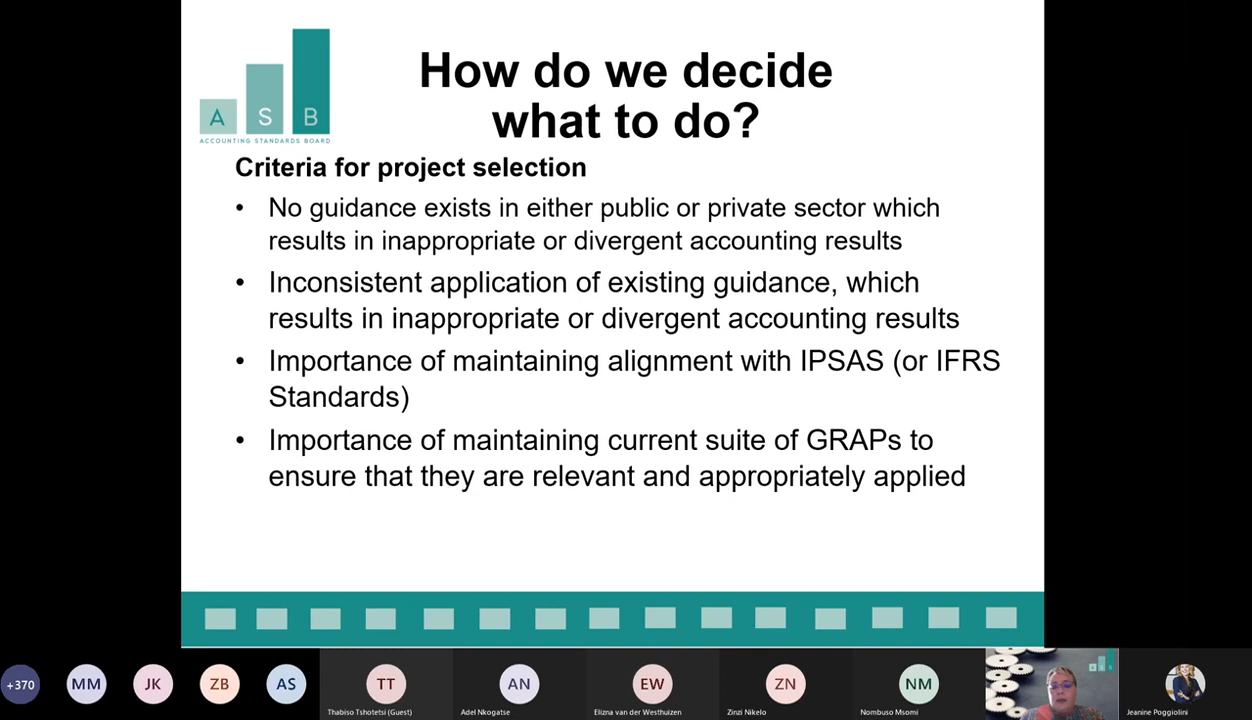 A S B
ACCOUNTING STANDARDS BOARD
How do we decide
what to do?
Criteria for project selection
• No guidance exists in either public or private sector which
results in inappropriate or divergent accounting results
• Inconsistent application of existing guidance, which
results in inappropriate or divergent accounting results
• Importance of maintaining alignment with IPSAS (or IFRS
Standards)
• Importance of maintaining current suite of GRAPs to
ensure that they are relevant and appropriately applied
+370 MM JK ZB AS TT AN EW ZN NM
Thabiso Tshotetsi (Guest) Adel Nkogatse Elizna van der Westhuizen Zinzi Nikelo Nombuso Msomi Jeanine Poggiolini